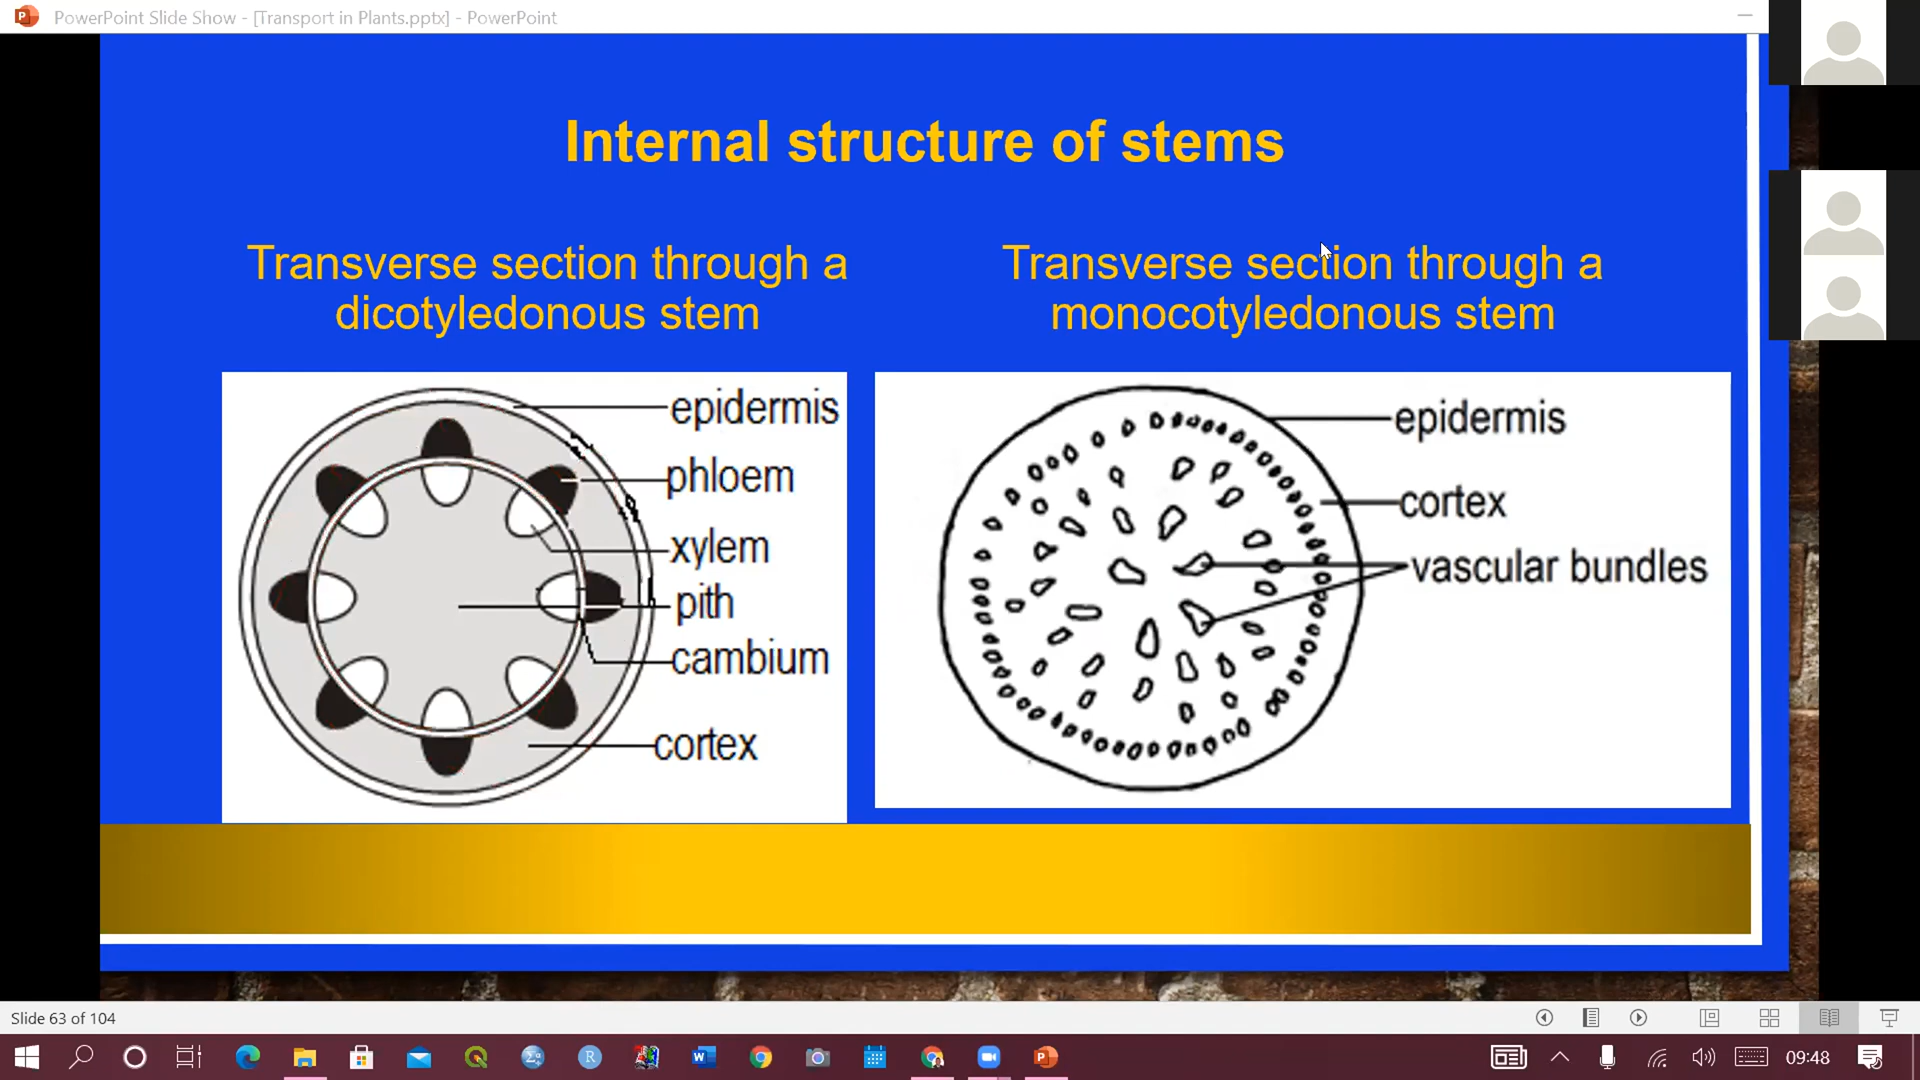 PowerPoint Slide Show - [Transport in Plants.pptx] - PowerPoint
Internal structure of stems
Transverse section through a
dicotyledonous stem
epidermis
phloem
xylem
pith
cambium
cortex
Transverse section through a
monocotyledonous stem
epidermis
cortex
vascular bundles
Slide 63 of 104
09:48